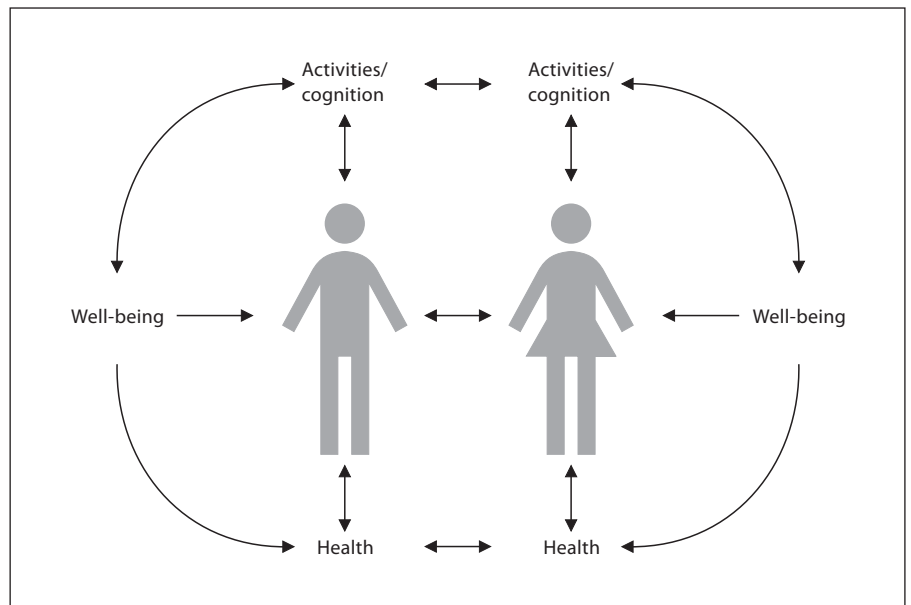 Activities/
cognition
Activities/
cognition
Well-being
Well-being
Health
Health